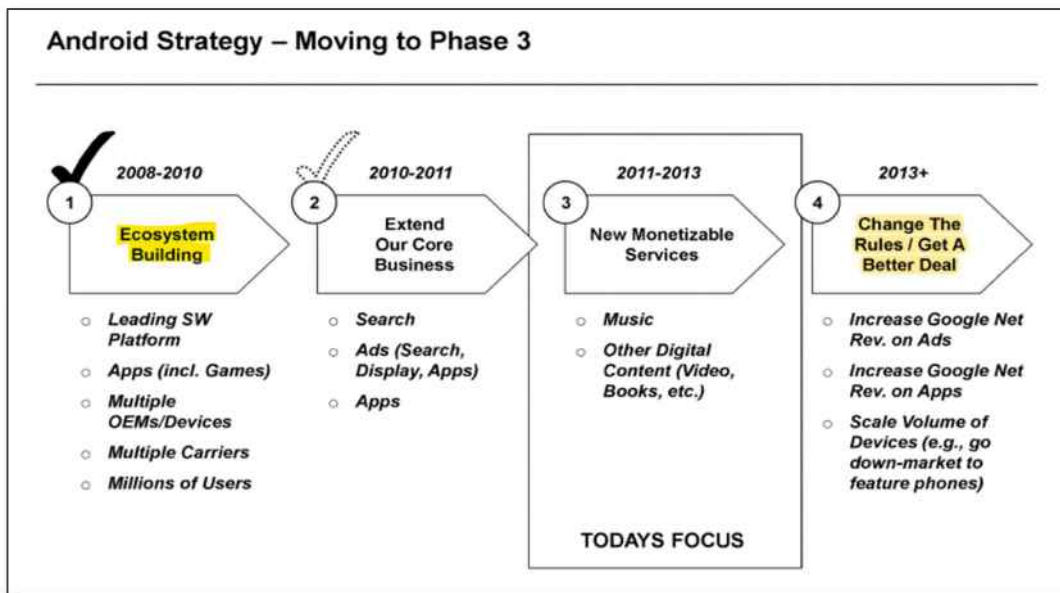 Android Strategy – Moving to Phase 3
2008-2010
1
Ecosystem
Building
○ Leading SW
Platform
○ Apps (incl. Games)
○ Multiple
OEMs/Devices
○ Multiple Carriers
○ Millions of Users
2010-2011
2
Extend
Our Core
Business
○ Search
○ Ads (Search,
Display, Apps)
○ Apps
2011-2013
3
New Monetizable
Services
○ Music
○ Other Digital
Content (Video,
Books, etc.)
TODAYS FOCUS
2013+
4
Change The
Rules / Get A
Better Deal
○ Increase Google Net
Rev. on Ads
○ Increase Google Net
Rev. on Apps
○ Scale Volume of
Devices (e.g., go
down-market to
feature phones)